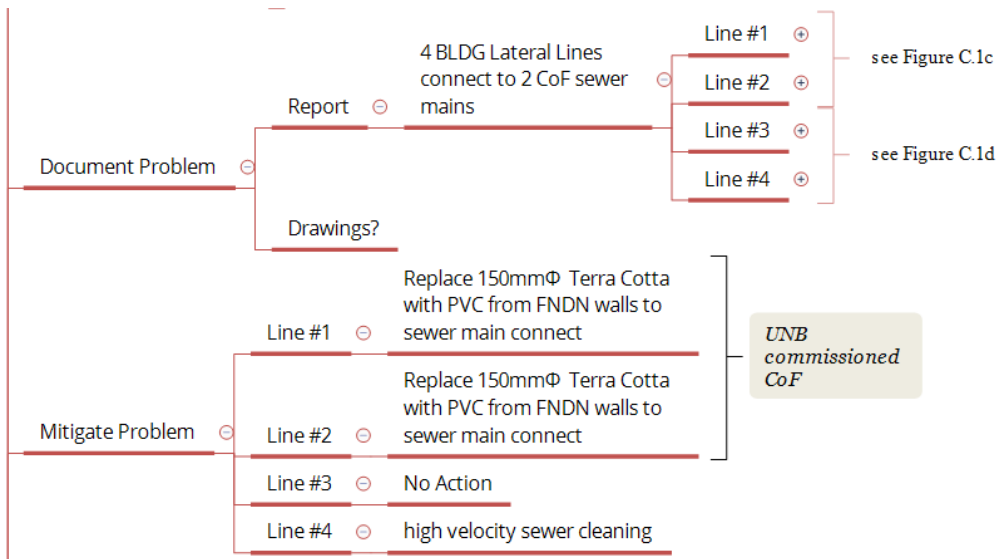 Document Problem
Report
4 BLDG Lateral Lines
connect to 2 CoF sewer
mains
Line #1
Line #2
see Figure C.1c
Line #3
Line #4
see Figure C.1d
Drawings?
Mitigate Problem
Line #1
Replace 150mmΦ Terra Cotta
with PVC from FNDN walls to
sewer main connect
Line #2
Replace 150mmΦ Terra Cotta
with PVC from FNDN walls to
sewer main connect
UNB
commissioned
CoF
Line #3
No Action
Line #4
high velocity sewer cleaning